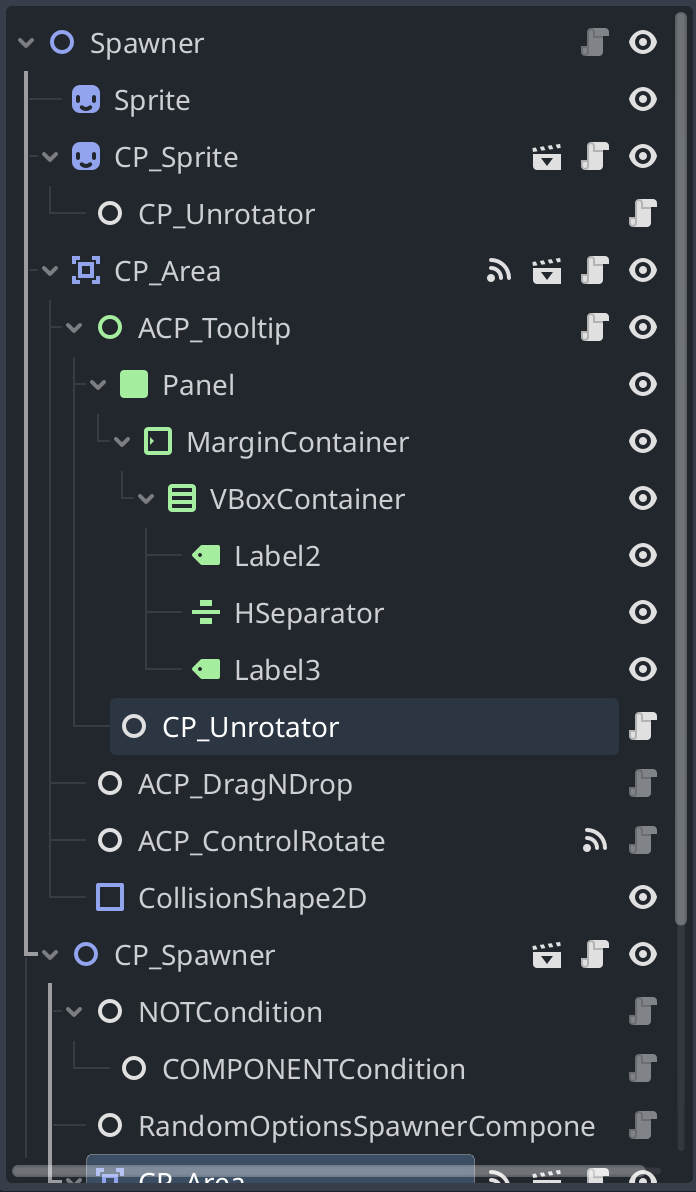 Spawner
Sprite
CP_Sprite
CP_Unrotator
CP_Area
ACP_Tooltip
Panel
MarginContainer
VBoxContainer
Label2
HSeparator
Label3
CP_Unrotator
ACP_DragNDrop
ACP_ControlRotate
CollisionShape2D
CP_Spawner
NOTCondition
COMPONENTCondition
RandomOptionsSpawnerCompone
CP_Area